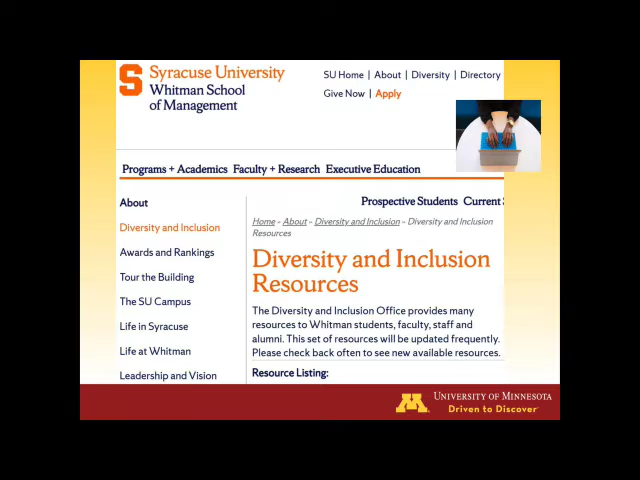 Syracuse University
Whitman School
of Management
SU Home | About | Diversity | Directory
Give Now | Apply
Programs + Academics Faculty + Research Executive Education
Prospective Students Current
About
Diversity and Inclusion
Awards and Rankings
Tour the Building
The SU Campus
Life in Syracuse
Life at Whitman
Leadership and Vision
Home - About - Diversity and Inclusion - Diversity and Inclusion
Resources
Diversity and Inclusion
Resources
The Diversity and Inclusion Office provides many
resources to Whitman students, faculty, staff and
alumni. This set of resources will be updated frequently.
Please check back often to see new available resources.
Resource Listing:
UNIVERSITY OF MINNESOTA
Driven to Discover